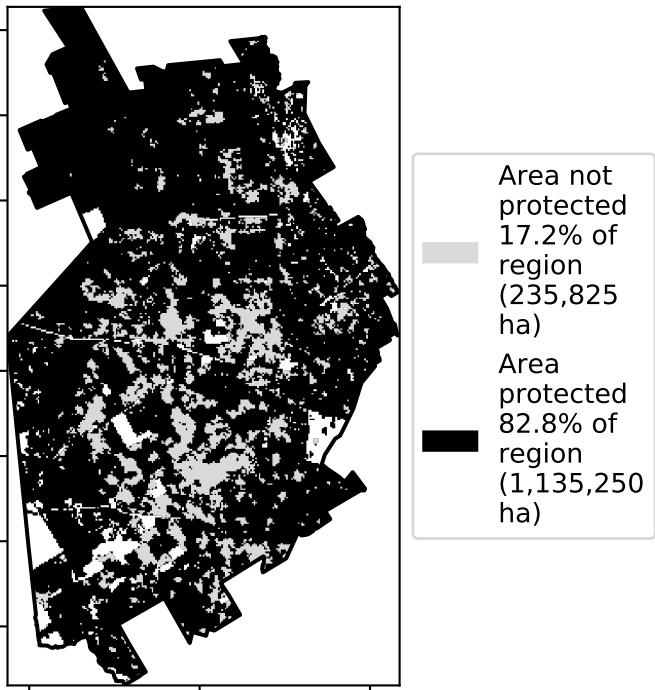 Area not
protected
17.2% of
region
(235,825
ha)
Area
protected
82.8% of
region
(1,135,250
ha)